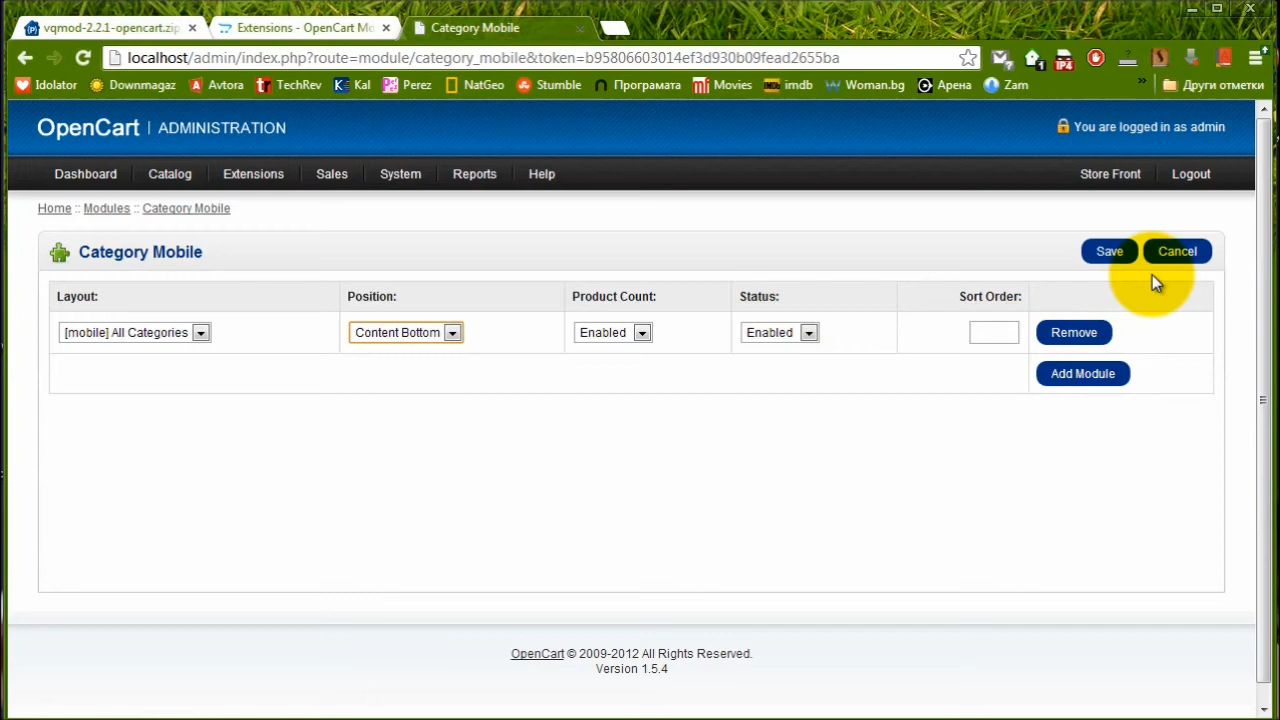 vqmod-2.2.1-opencart.zip
Extensions - OpenCart Mo
Category Mobile
localhost/admin/index.php?route=module/category_mobile&token=b95806603014ef3d930b09fead2655ba
Idolator Downmagaz Avtora TechRev Kal Perez NatGeo Stumble Програмата Movies imdb Woman.bg Арена Zam » Други отметки
OpenCart | ADMINISTRATION
You are logged in as admin
Dashboard Catalog Extensions Sales System Reports Help Store Front Logout
Home :: Modules :: Category Mobile
Category Mobile
Save Cancel
Layout: Position: Product Count: Status: Sort Order:
[mobile] All Categories Content Bottom Enabled Enabled Remove
Add Module
OpenCart © 2009-2012 All Rights Reserved.
Version 1.5.4